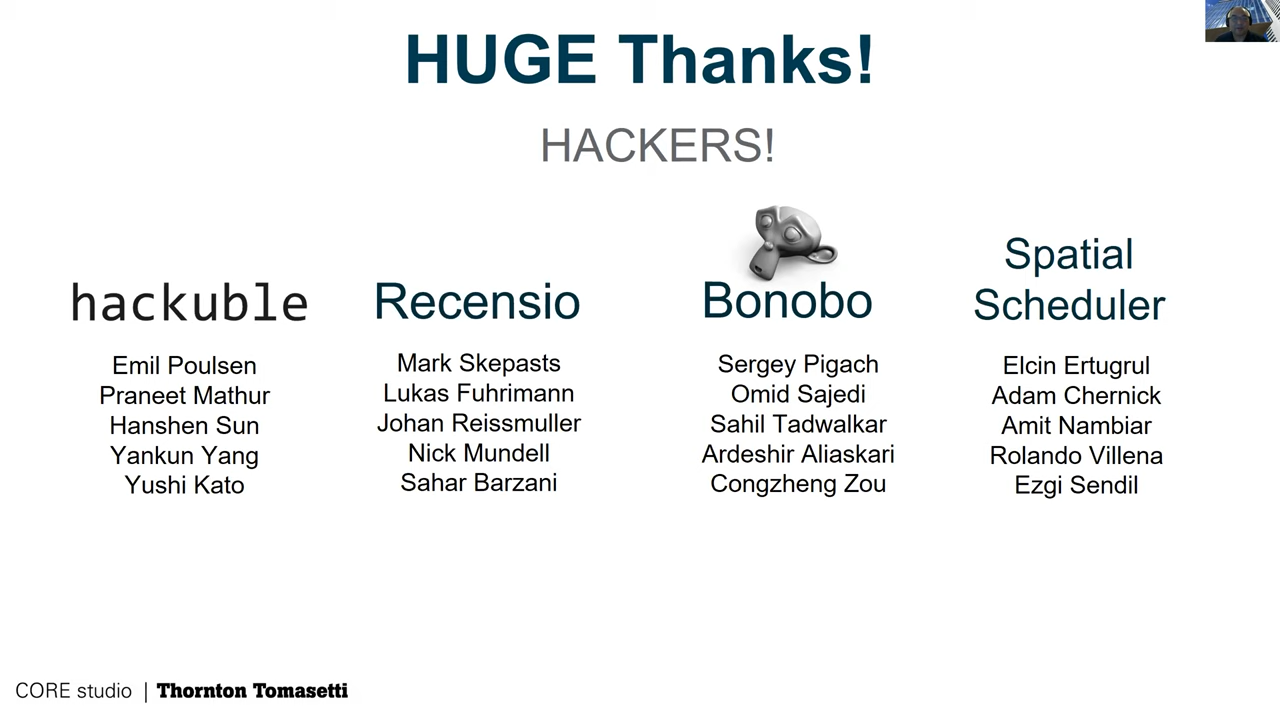 HUGE Thanks!
HACKERS!
hackuble
Emil Poulsen
Praneet Mathur
Hanshen Sun
Yankun Yang
Yushi Kato
Recensio
Mark Skepasts
Lukas Fuhrimann
Johan Reissmuller
Nick Mundell
Sahar Barzani
Bonobo
Sergey Pigach
Omid Sajedi
Sahil Tadwalkar
Ardeshir Aliaskari
Congzheng Zou
Spatial
Scheduler
Elcin Ertugrul
Adam Chernick
Amit Nambiar
Rolando Villena
Ezgi Sendil
CORE studio | Thornton Tomasetti